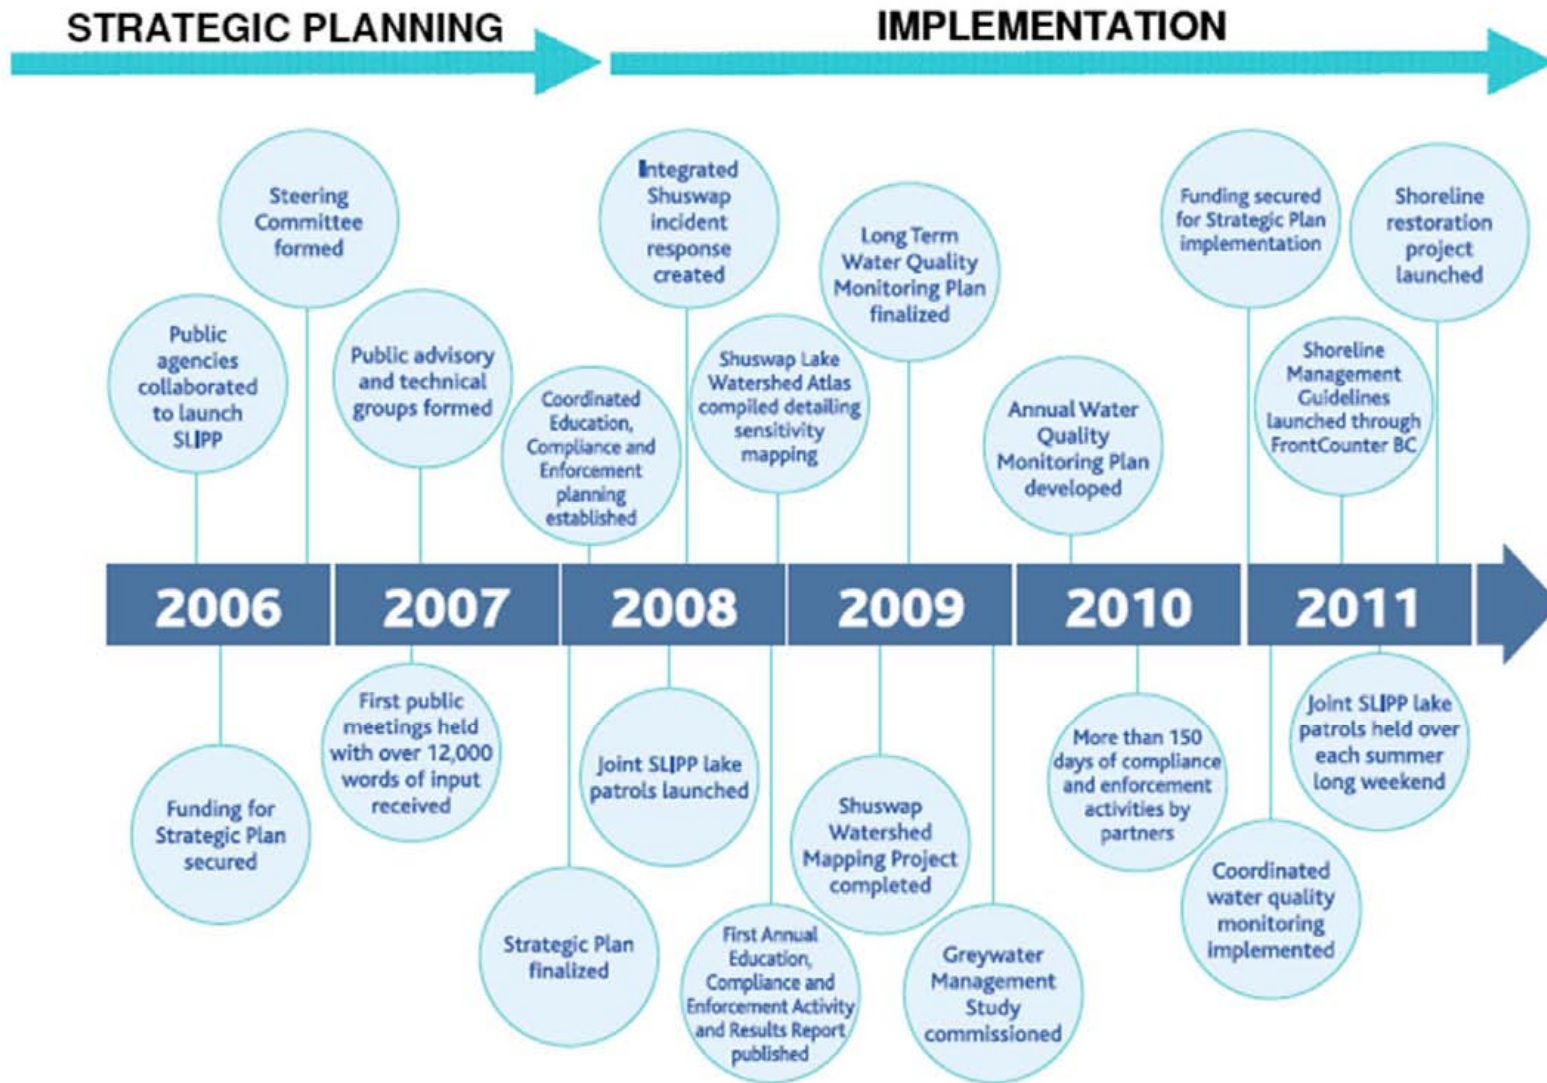 STRATEGIC PLANNING
IMPLEMENTATION
Steering
Committee
formed
Integrated
Shuswap
incident
response
created
Long Term
Water Quality
Monitoring Plan
finalized
Funding secured
for Strategic Plan
implementation
Shoreline
restoration
project
launched
Public
agencies
collaborated
to launch
SLIPP
Public advisory
and technical
groups formed
Coordinated
Education,
Compliance and
Enforcement
planning
established
Shuswap Lake
Watershed Atlas
compiled detailing
sensitivity
mapping
Annual Water
Quality
Monitoring Plan
developed
Shoreline
Management
Guidelines
launched through
FrontCounter BC
2006
2007
2008
2009
2010
2011
Funding for
Strategic Plan
secured
First public
meetings held
with over 12,000
words of input
received
Strategic Plan
finalized
Joint SLIPP lake
patrols launched
First Annual
Education,
Compliance and
Enforcement Activity
and Results Report
published
Shuswap
Watershed
Mapping Project
completed
Greywater
Management
Study
commissioned
More than 150
days of compliance
and enforcement
activities by
partners
Coordinated
water quality
monitoring
implemented
Joint SLIPP lake
patrols held over
each summer
long weekend